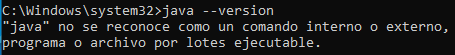 C:\Windows\system32>java --version
"java" no se reconoce como un comando interno o externo,
programa o archivo por lotes ejecutable.